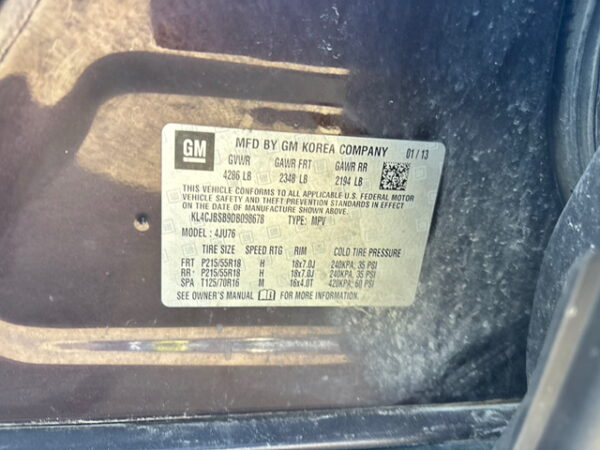 GM MFD BY GM KOREA COMPANY 01/13
GVWR GAWR FRT GAWR RR
4286 LB 2348 LB 2194 LB
THIS VEHICLE CONFORMS TO ALL APPLICABLE U.S. FEDERAL MOTOR
VEHICLE SAFETY AND THEFT PREVENTION STANDARDS IN EFFECT ON
THE DATE OF MANUFACTURE SHOWN ABOVE.
KL4CJBSB9DB098678 TYPE: MPV
MODEL: 4JU76
TIRE SIZE SPEED RTG RIM COLD TIRE PRESSURE
FRT P215/55R18 H 18x7.0J 240KPA, 35 PSI
RR P215/55R18 H 18x7.0J 240KPA, 35 PSI
SPA T125/70R16 M 16x4.0T 420KPA, 60 PSI
SEE OWNER'S MANUAL FOR MORE INFORMATION.